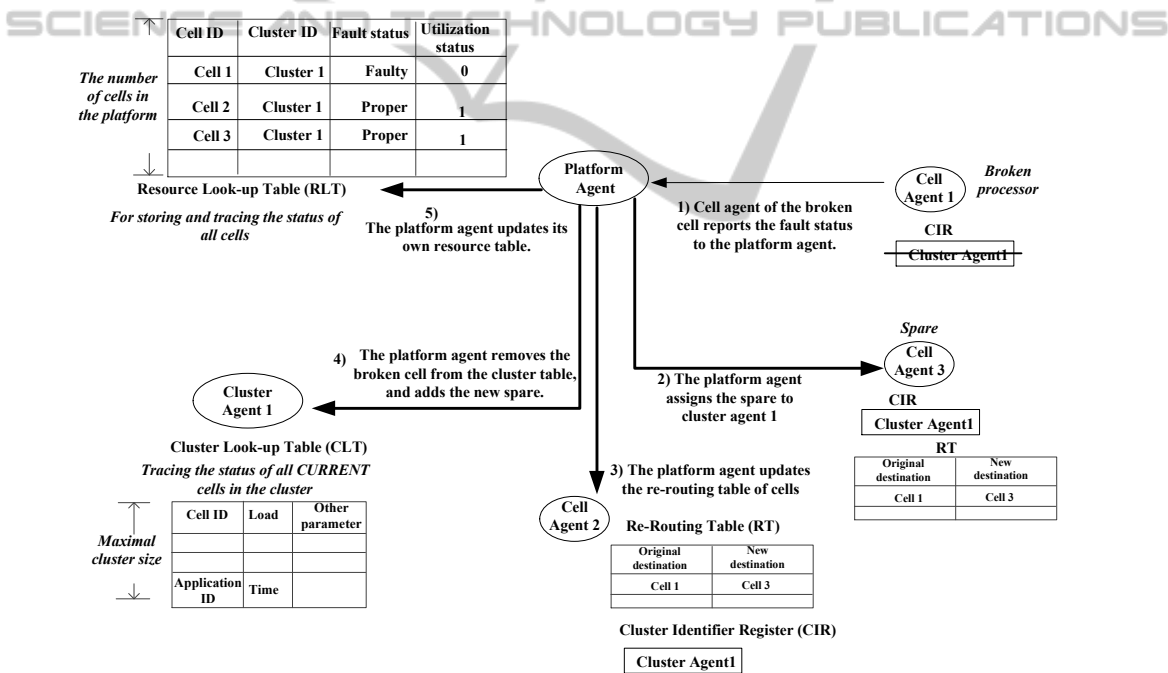 SCIENCE AND TECHNOLOGY PUBLICATIONS
Cell ID Cluster ID Fault status Utilization status
Cell 1 Cluster 1 Faulty 0
Cell 2 Cluster 1 Proper 1
Cell 3 Cluster 1 Proper 1
The number
of cells in
the platform
Resource Look-up Table (RLT)
For storing and tracing the status of
all cells
Platform
Agent
5)
The platform agent updates its
own resource table.
1) Cell agent of the broken
cell reports the fault status
to the platform agent.
Cell
Agent 1
Broken
processor
CIR
Cluster Agent1
4) The platform agent removes the
broken cell from the cluster table,
and adds the new spare.
Cluster
Agent 1
2) The platform agent
assigns the spare to
cluster agent 1
Spare
Cell
Agent 3
CIR
Cluster Agent1
RT
Original destination New destination
Cell 1 Cell 3
Cluster Look-up Table (CLT)
Tracing the status of all CURRENT
cells in the cluster
Cell ID Load Other parameter
Application ID Time
Maximal
cluster size
3) The platform agent updates
the re-routing table of cells
Cell
Agent 2
Re-Routing Table (RT)
Original destination New destination
Cell 1 Cell 3
Cluster Identifier Register (CIR)
Cluster Agent1